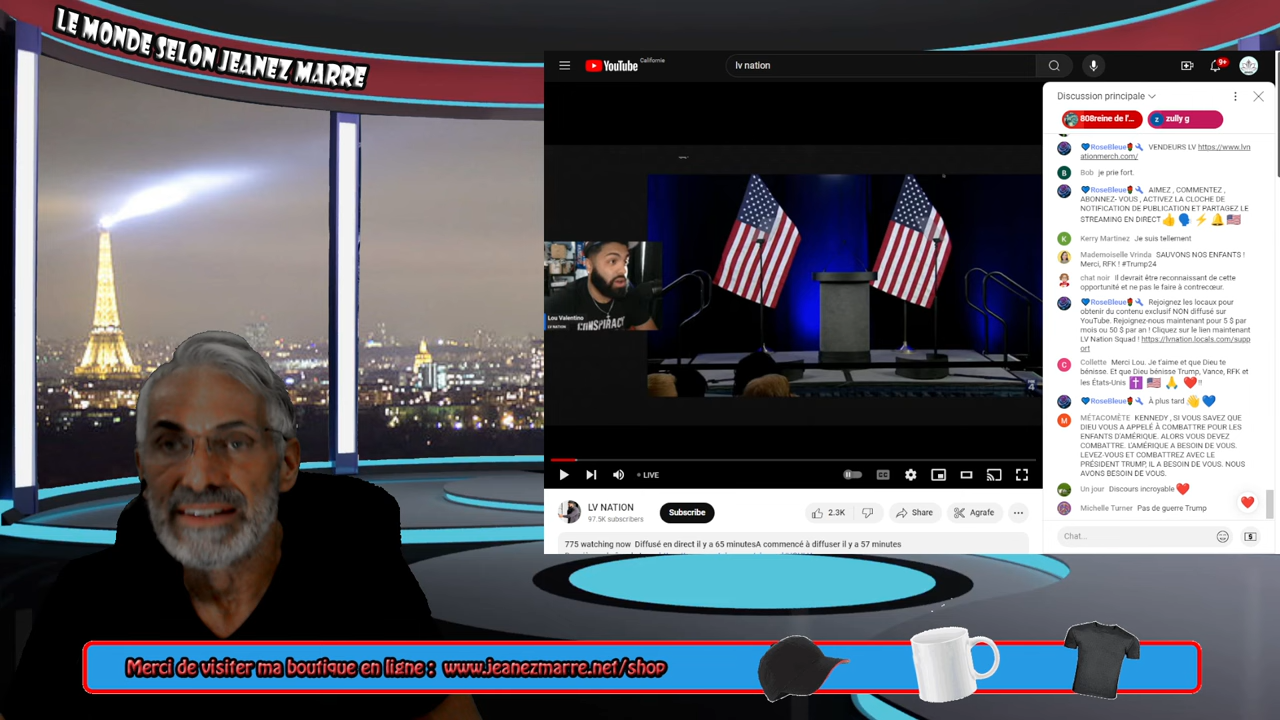 LE MONDE SELON JEANEZ MARRE
YouTube Californie
lv nation
9+
Discussion principale
808reine de l'...
z zully g
RoseBleue VENDEURS LV https://www.lvn
ationmerch.com/
B Bob je prie fort.
RoseBleue AIMEZ , COMMENTEZ ,
ABONNEZ- VOUS , ACTIVEZ LA CLOCHE DE
NOTIFICATION DE PUBLICATION ET PARTAGEZ LE
STREAMING EN DIRECT
K Kerry Martinez Je suis tellement
Mademoiselle Vrinda SAUVONS NOS ENFANTS !
Merci, RFK ! #Trump24
chat noir Il devrait être reconnaissant de cette
opportunité et ne pas le faire à contrecœur.
RoseBleue Rejoignez les locaux pour
obtenir du contenu exclusif NON diffusé sur
YouTube. Rejoignez-nous maintenant pour 5 $ par
mois ou 50 $ par an ! Cliquez sur le lien maintenant
LV Nation Squad ! https://lvnation.locals.com/supp
ort
C Collette Merci Lou. Je t'aime et que Dieu te
bénisse. Et que Dieu bénisse Trump, Vance, RFK et
les États-Unis !!
RoseBleue À plus tard
M MÉTACOMÈTE KENNEDY , SI VOUS SAVEZ QUE
DIEU VOUS A APPELÉ À COMBATTRE POUR LES
ENFANTS D'AMÉRIQUE. ALORS VOUS DEVEZ
COMBATTRE. L'AMÉRIQUE A BESOIN DE VOUS.
LEVEZ-VOUS ET COMBATTREZ AVEC LE
PRÉSIDENT TRUMP, IL A BESOIN DE VOUS. NOUS
AVONS BESOIN DE VOUS.
Un jour Discours incroyable
Michelle Turner Pas de guerre Trump
Chat...
Lou Valentino
LV NATION
CONSPIRACY
LIVE
CC
LV NATION
97.5K subscribers
Subscribe
2.3K
Share
Agrafe
775 watching now Diffusé en direct il y a 65 minutesA commencé à diffuser il y a 57 minutes
Merci de visiter ma boutique en ligne : www.jeanezmarre.net/shop